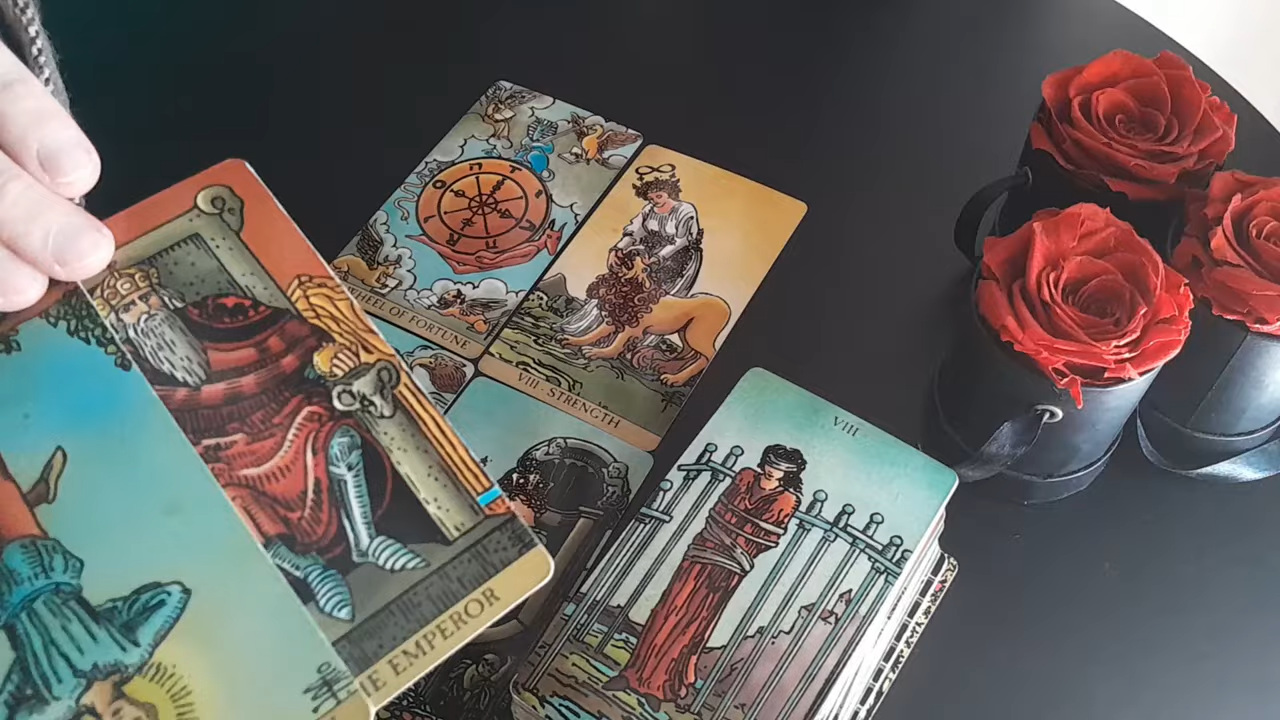 WHEEL OF FORTUNE
VIII · STRENGTH
VIII
THE EMPEROR